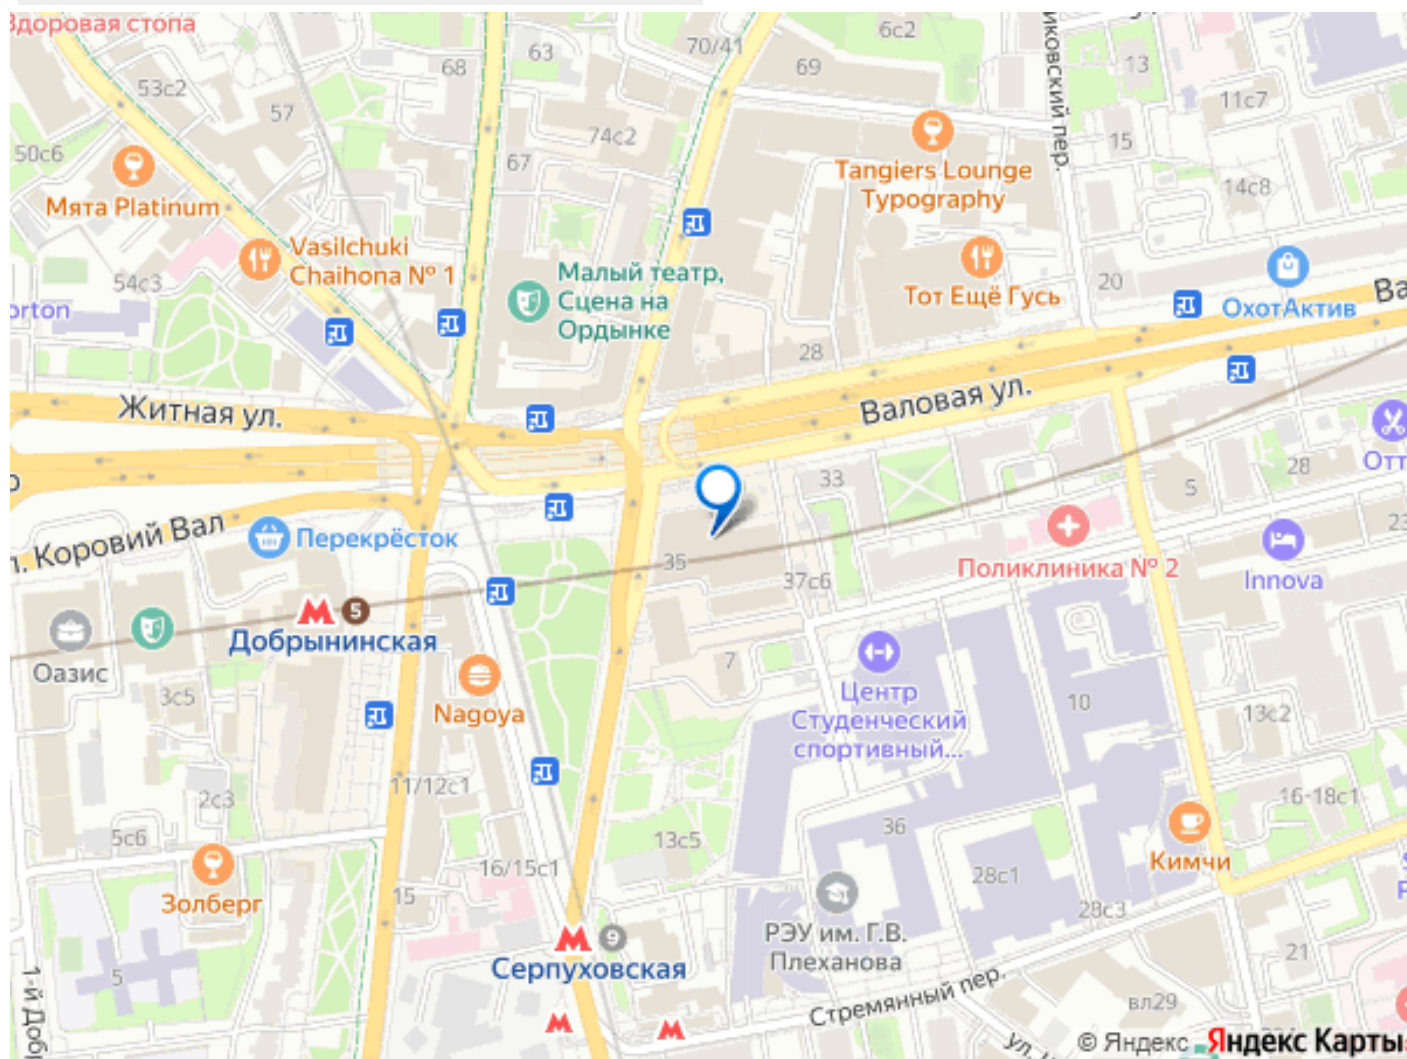 Здоровая стопа
63
70/41
6с2
68
69
13
53с2
57
11с7
74с2
15
50с6
67
Tangiers Lounge
Typography
14с8
Мята Platinum
Vasilchuki
Chaihona № 1
Малый театр,
Сцена на
Ордынке
54с3
Тот Ещё Гусь
20
ОхотАктив
28
Житная ул.
Валовая ул.
33
28
5
Коровий Вал
Перекрёсток
35
37с6
Поликлиника № 2
Innova
5
Добрынинская
Оазис
7
3с5
Nagoya
Центр
Студенческий
спортивный...
10
13с2
11/12с1
2с3
16-18с1
5с6
13с5
36
Кимчи
16/15с1
28с1
15
Золберг
28с3
9
РЭУ им. Г.В.
Плеханова
Серпуховская
21
5
Стремянный пер.
вл29
© Яндекс Яндекс Карты